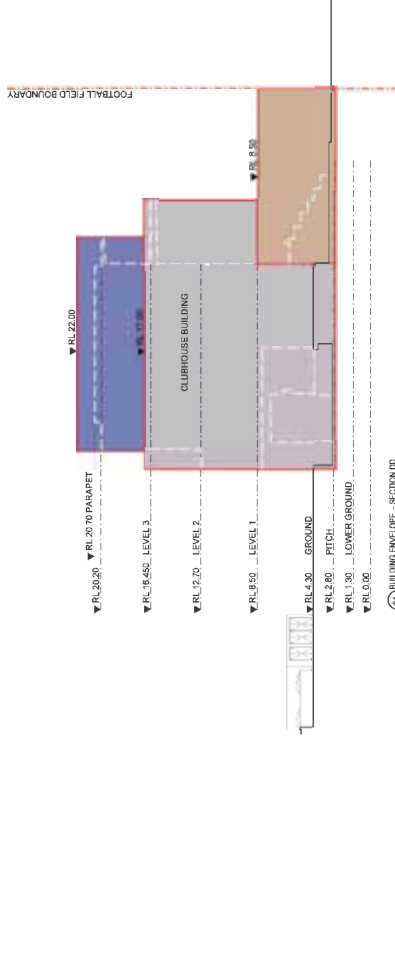 FOOTBALL FIELD BOUNDARY
RL 22.00
RL 17.00
RL 8.50
CLUBHOUSE BUILDING
RL 20.70 PARAPET
RL 20.20
RL 16.450 LEVEL 3
RL 12.70 LEVEL 2
RL 8.50 LEVEL 1
RL 4.30 GROUND
RL 2.80 PITCH
RL 1.30 LOWER GROUND
RL 0.00
BUILDING ENVELOPE - SECTION DD